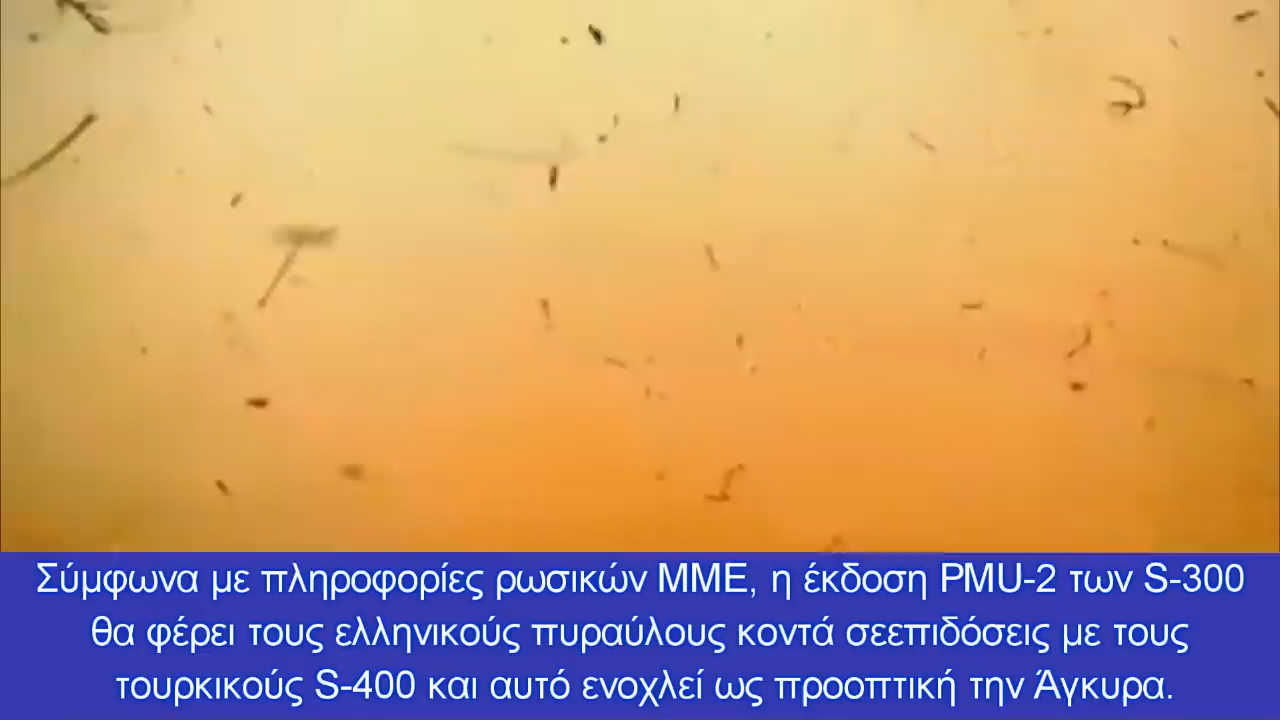 Σύμφωνα με πληροφορίες ρωσικών ΜΜΕ, η έκδοση PMU-2 των S-300
θα φέρει τους ελληνικούς πυραύλους κοντά σεεπιδόσεις με τους
τουρκικούς S-400 και αυτό ενοχλεί ως προοπτική την Άγκυρα.